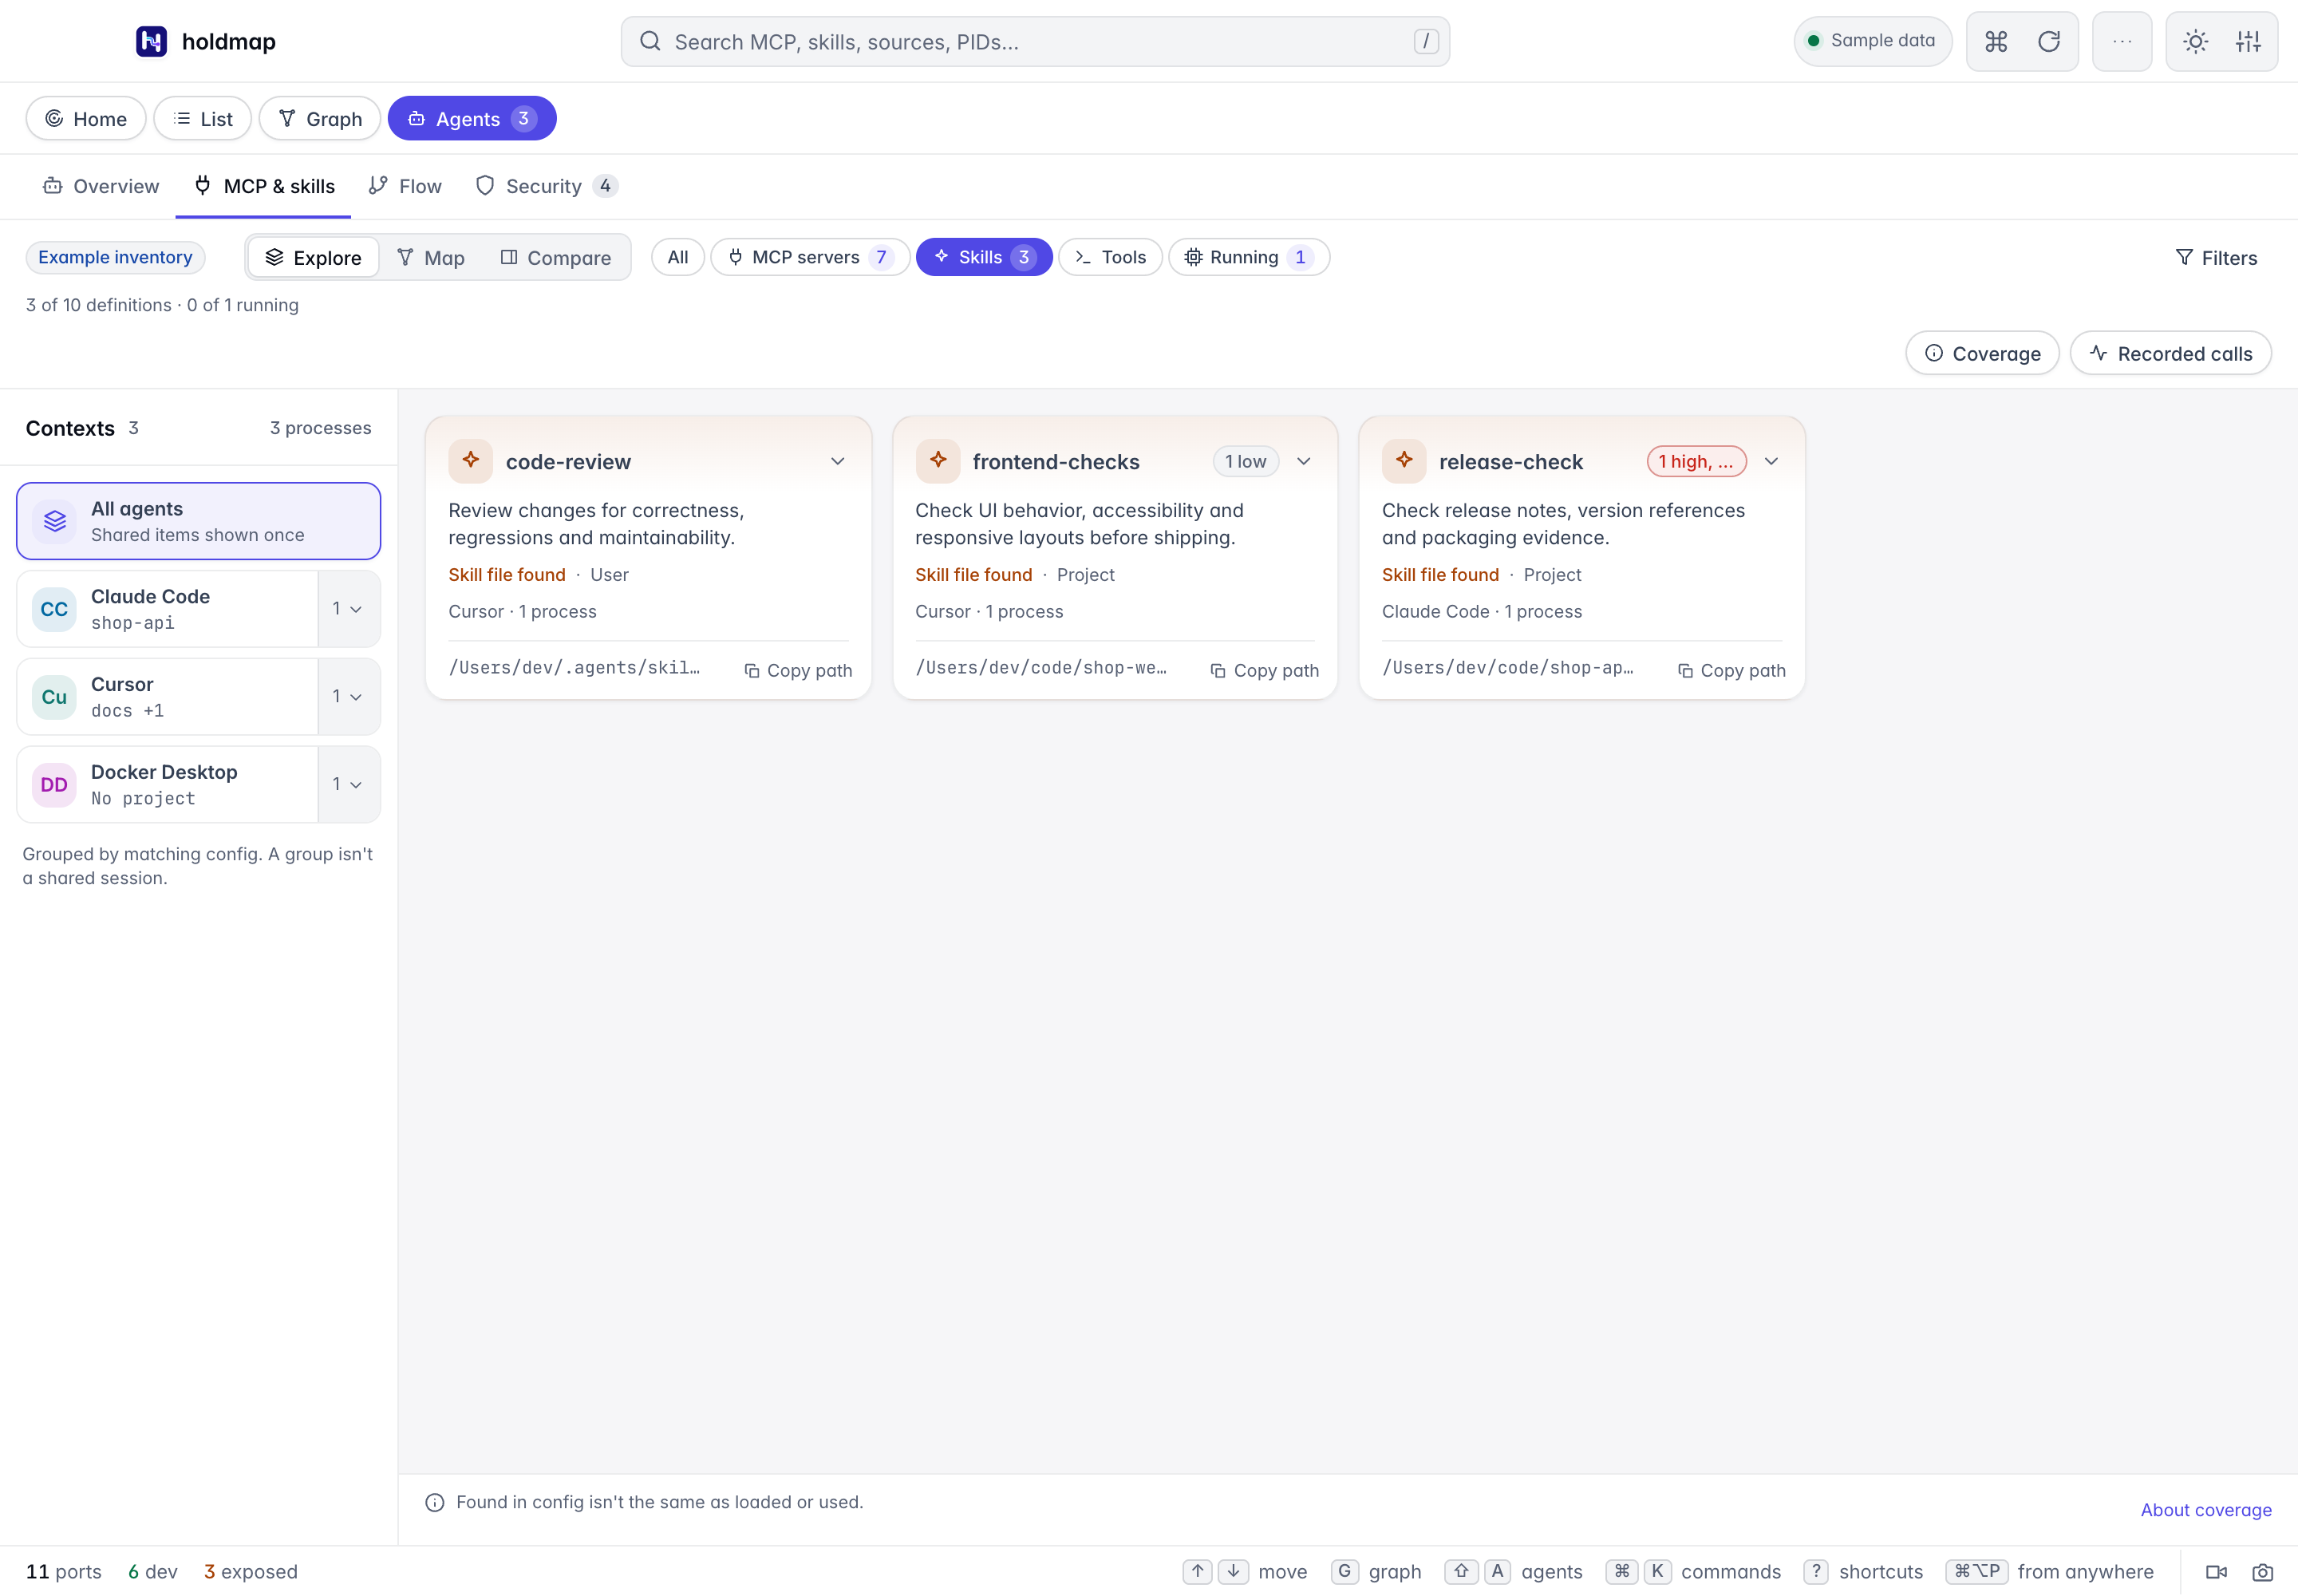 holdmap
Search MCP, skills, sources, PIDs...
/
Sample data
...
Home
List
Graph
Agents 3
Overview
MCP & skills
Flow
Security 4
Example inventory
Explore
Map
Compare
All
MCP servers 7
Skills 3
Tools
Running 1
Filters
3 of 10 definitions · 0 of 1 running
Coverage
Recorded calls
Contexts 3
3 processes
All agents
Shared items shown once
CC
Claude Code
shop-api
1
Cu
Cursor
docs +1
1
DD
Docker Desktop
No project
1
Grouped by matching config. A group isn't
a shared session.
code-review
Review changes for correctness,
regressions and maintainability.
Skill file found · User
Cursor · 1 process
/Users/dev/.agents/skil…
Copy path
frontend-checks
1 low
Check UI behavior, accessibility and
responsive layouts before shipping.
Skill file found · Project
Cursor · 1 process
/Users/dev/code/shop-we…
Copy path
release-check
1 high, ...
Check release notes, version references
and packaging evidence.
Skill file found · Project
Claude Code · 1 process
/Users/dev/code/shop-ap…
Copy path
Found in config isn't the same as loaded or used.
About coverage
11 ports
6 dev
3 exposed
↑ ↓ move
G graph
⇧ A agents
⌘ K commands
? shortcuts
⌘⌥P from anywhere